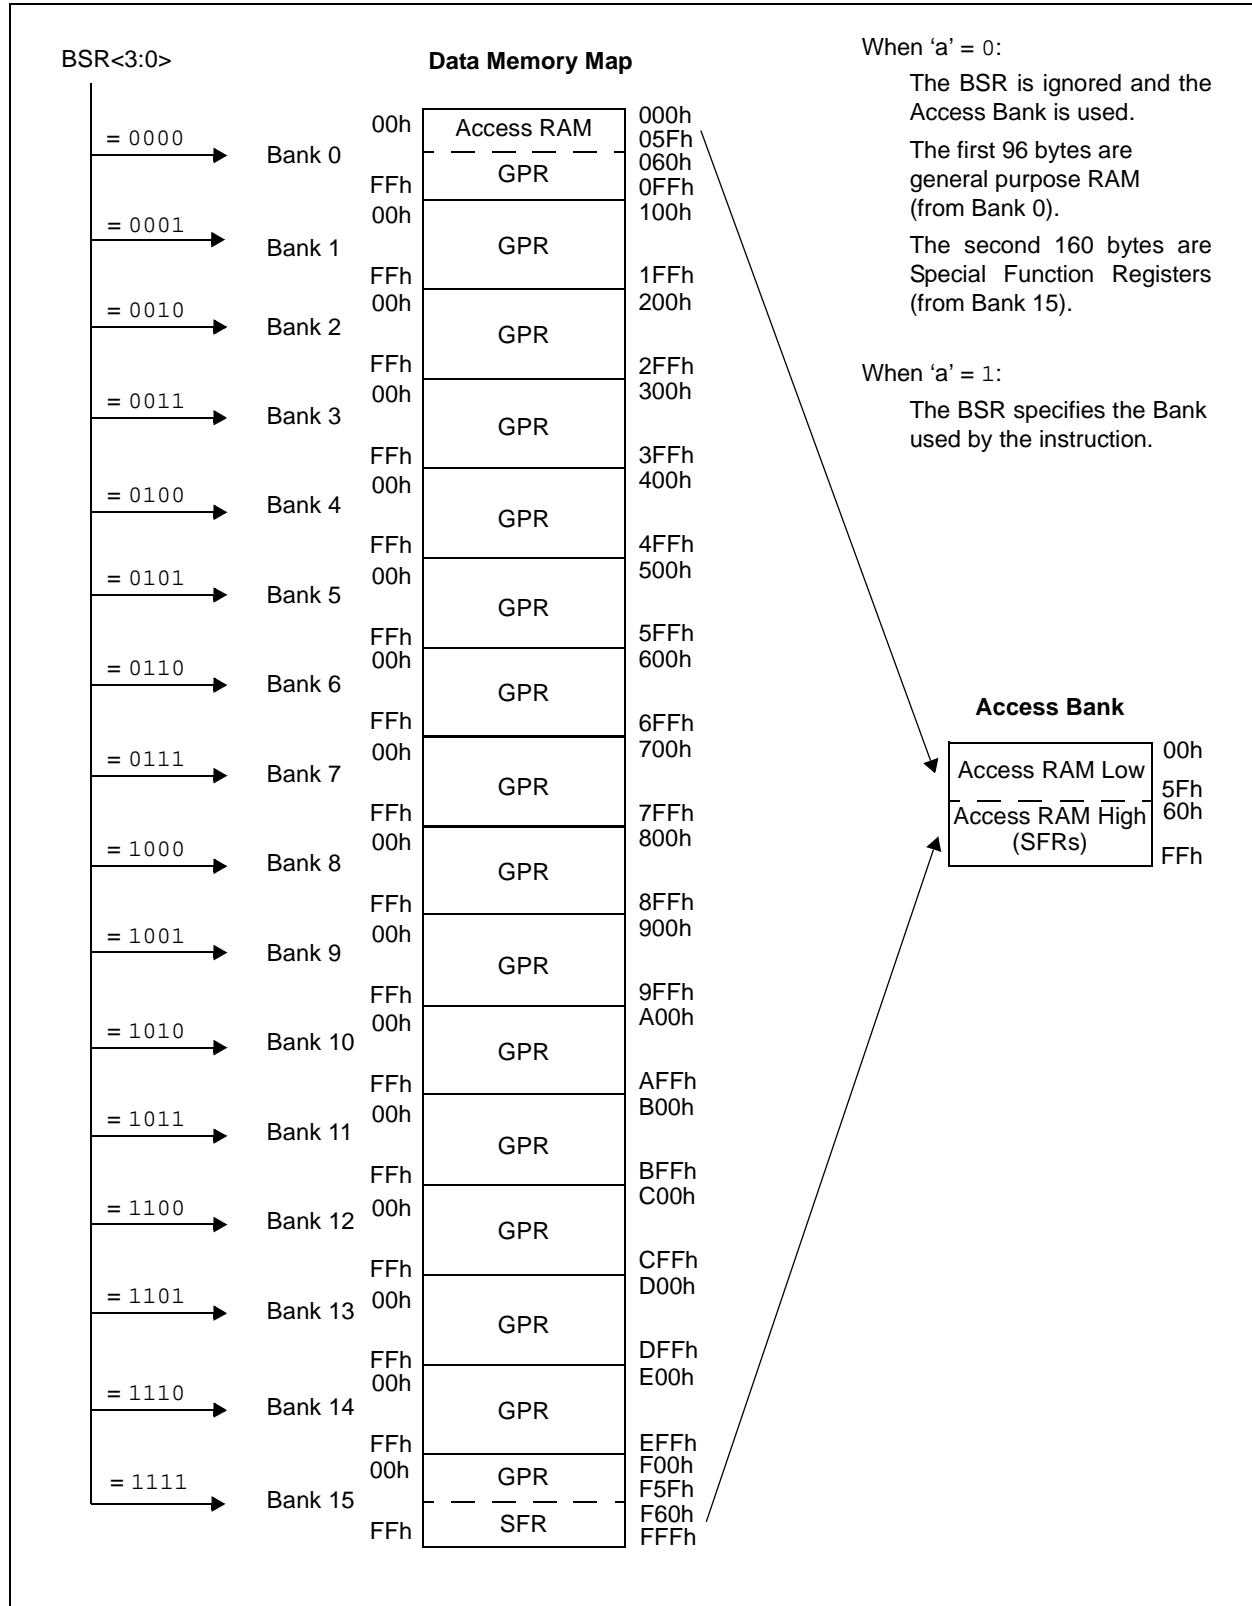 BSR<3:0>
Data Memory Map
= 0000
Bank 0
00h
Access RAM
000h
05Fh
GPR
060h
FFh
0FFh
= 0001
Bank 1
00h
GPR
100h
FFh
1FFh
= 0010
Bank 2
00h
GPR
200h
FFh
2FFh
= 0011
Bank 3
00h
GPR
300h
FFh
3FFh
= 0100
Bank 4
00h
GPR
400h
FFh
4FFh
= 0101
Bank 5
00h
GPR
500h
FFh
5FFh
= 0110
Bank 6
00h
GPR
600h
FFh
6FFh
= 0111
Bank 7
00h
GPR
700h
FFh
7FFh
= 1000
Bank 8
00h
GPR
800h
FFh
8FFh
= 1001
Bank 9
00h
GPR
900h
FFh
9FFh
= 1010
Bank 10
00h
GPR
A00h
FFh
AFFh
= 1011
Bank 11
00h
GPR
B00h
FFh
BFFh
= 1100
Bank 12
00h
GPR
C00h
FFh
CFFh
= 1101
Bank 13
00h
GPR
D00h
FFh
DFFh
= 1110
Bank 14
00h
GPR
E00h
FFh
EFFh
= 1111
Bank 15
00h
GPR
F00h
F5Fh
SFR
F60h
FFh
FFFh
When ‘a’ = 0:
The BSR is ignored and the
Access Bank is used.
The first 96 bytes are
general purpose RAM
(from Bank 0).
The second 160 bytes are
Special Function Registers
(from Bank 15).
When ‘a’ = 1:
The BSR specifies the Bank
used by the instruction.
Access Bank
Access RAM Low
00h
5Fh
Access RAM High
(SFRs)
60h
FFh